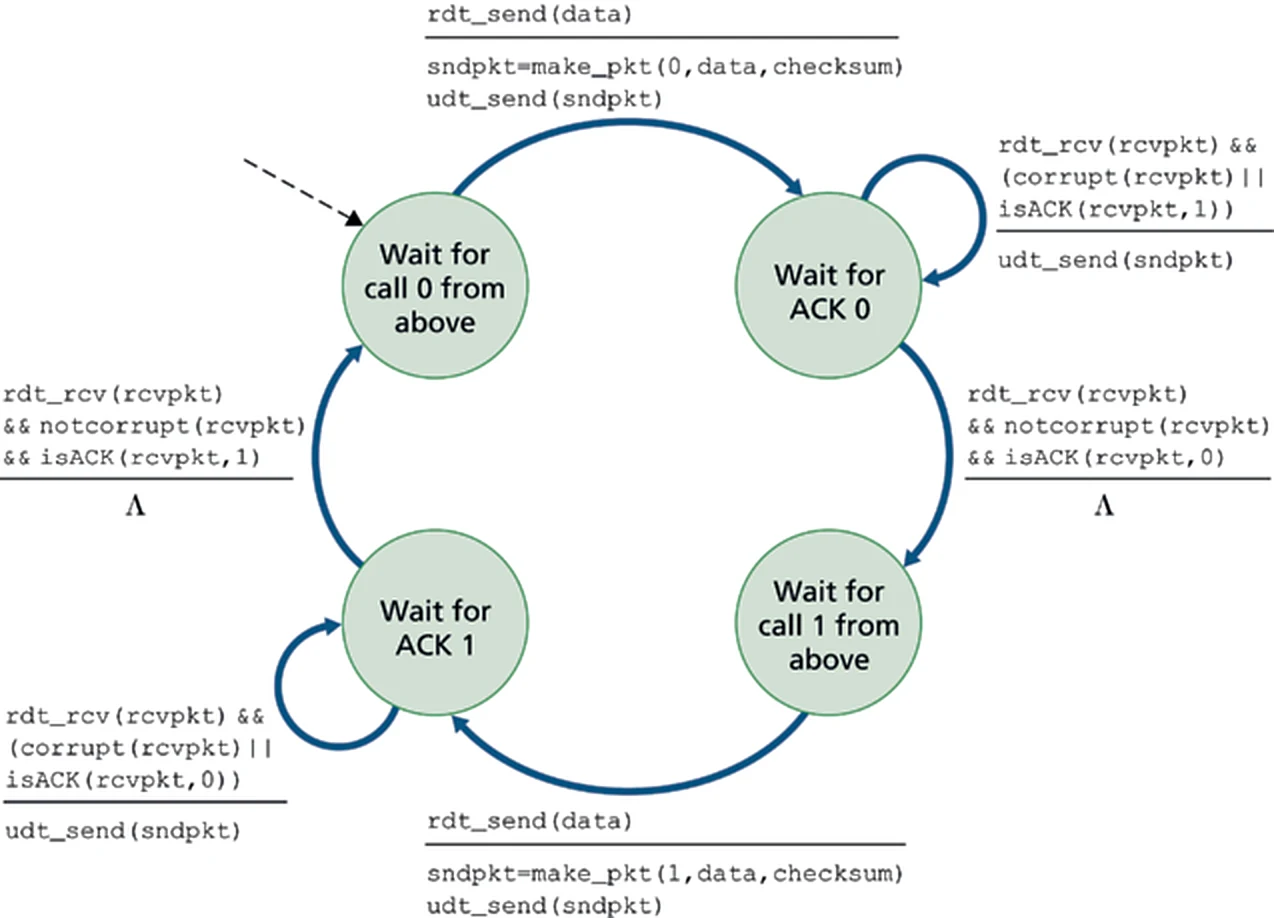 rdt_send(data)
sndpkt=make_pkt(0,data,checksum)
udt_send(sndpkt)
rdt_rcv(rcvpkt) &&
(corrupt(rcvpkt)||
isACK(rcvpkt,1))
udt_send(sndpkt)
Wait for
call 0 from
above
Wait for
ACK 0
rdt_rcv(rcvpkt)
&& notcorrupt(rcvpkt)
&& isACK(rcvpkt,1)
Λ
rdt_rcv(rcvpkt)
&& notcorrupt(rcvpkt)
&& isACK(rcvpkt,0)
Λ
Wait for
ACK 1
Wait for
call 1 from
above
rdt_rcv(rcvpkt) &&
(corrupt(rcvpkt)||
isACK(rcvpkt,0))
udt_send(sndpkt)
rdt_send(data)
sndpkt=make_pkt(1,data,checksum)
udt_send(sndpkt)